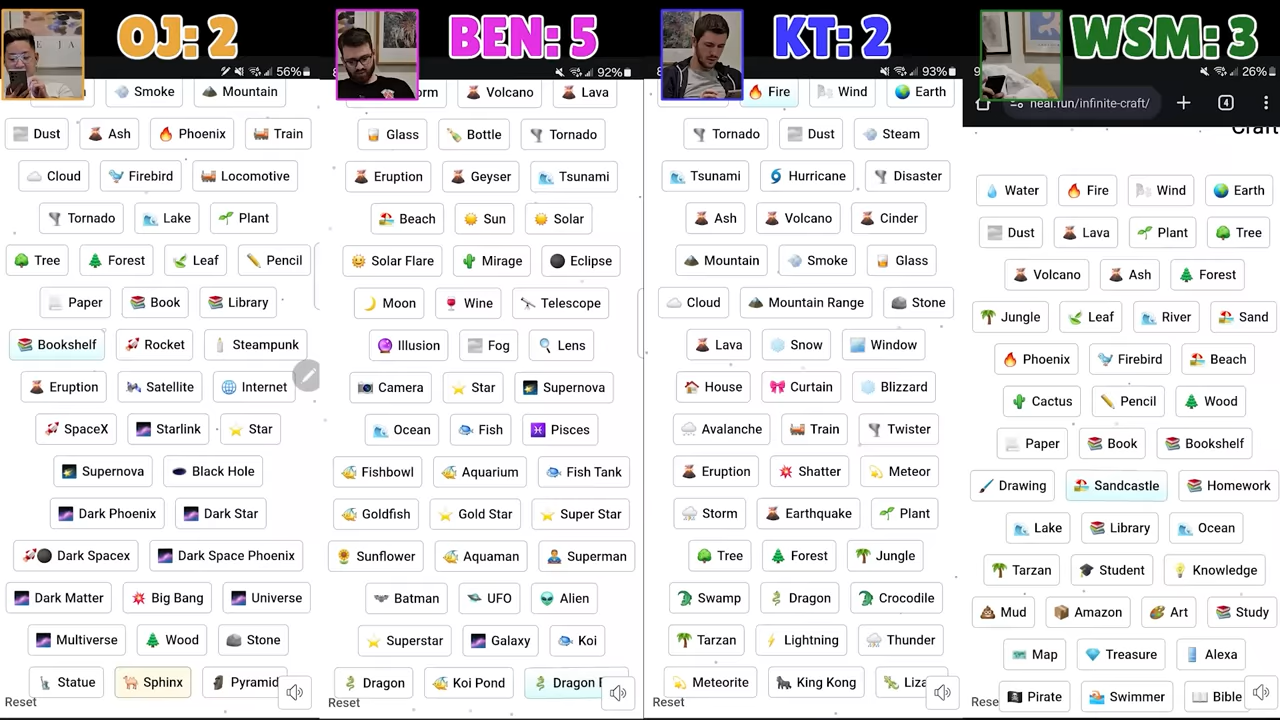 OJ: 2
56%
Smoke Mountain
Dust Ash Phoenix Train
Cloud Firebird Locomotive
Tornado Lake Plant
Tree Forest Leaf Pencil
Paper Book Library
Bookshelf Rocket Steampunk
Eruption Satellite Internet
SpaceX Starlink Star
Supernova Black Hole
Dark Phoenix Dark Star
Dark Spacex Dark Space Phoenix
Dark Matter Big Bang Universe
Multiverse Wood Stone
Statue Sphinx Pyramid
Reset
BEN: 5
92%
Volcano Lava
Glass Bottle Tornado
Eruption Geyser Tsunami
Beach Sun Solar
Solar Flare Mirage Eclipse
Moon Wine Telescope
Illusion Fog Lens
Camera Star Supernova
Ocean Fish Pisces
Fishbowl Aquarium Fish Tank
Goldfish Gold Star Super Star
Sunflower Aquaman Superman
Batman UFO Alien
Superstar Galaxy Koi
Dragon Koi Pond Dragon
Reset
KT: 2
93%
Fire Wind Earth
Tornado Dust Steam
Tsunami Hurricane Disaster
Ash Volcano Cinder
Mountain Smoke Glass
Cloud Mountain Range Stone
Lava Snow Window
House Curtain Blizzard
Avalanche Train Twister
Eruption Shatter Meteor
Storm Earthquake Plant
Tree Forest Jungle
Swamp Dragon Crocodile
Tarzan Lightning Thunder
Meteorite King Kong Liza
Reset
WSM: 3
26%
neal.fun/infinite-craft/ 4
Craft
Water Fire Wind Earth
Dust Lava Plant Tree
Volcano Ash Forest
Jungle Leaf River Sand
Phoenix Firebird Beach
Cactus Pencil Wood
Paper Book Bookshelf
Drawing Sandcastle Homework
Lake Library Ocean
Tarzan Student Knowledge
Mud Amazon Art Study
Map Treasure Alexa
Pirate Swimmer Bible
Rese